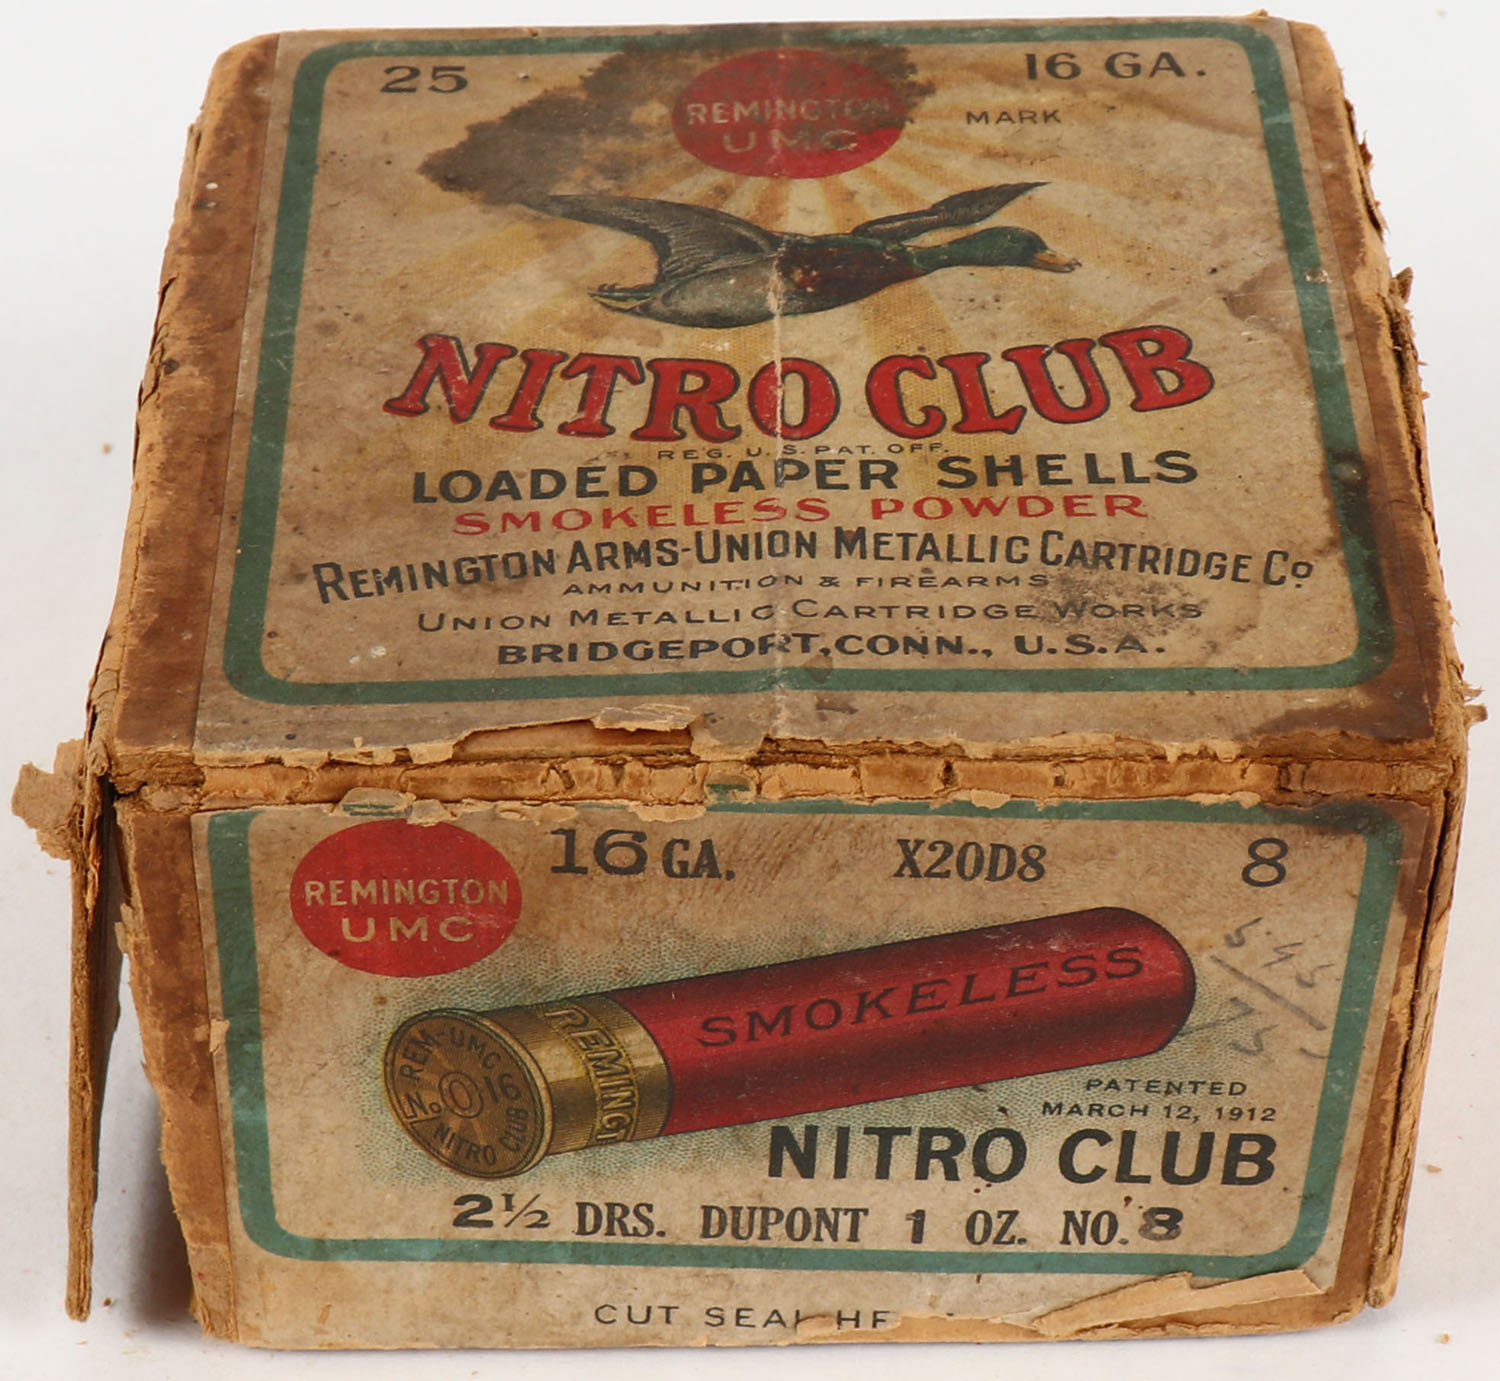 25
16 GA.
REMINGTON
UMC
MARK
NITRO CLUB
REG. U.S. PAT. OFF.
LOADED PAPER SHELLS
SMOKELESS POWDER
REMINGTON ARMS-UNION METALLIC CARTRIDGE CO
AMMUNITION & FIREARMS
UNION METALLIC CARTRIDGE WORKS
BRIDGEPORT, CONN., U.S.A.
REMINGTON
UMC
16 GA.
X20D8
8
SMOKELESS
REMINGT
REM-UMC
No 16
NITRO CLUB
PATENTED
MARCH 12, 1912
NITRO CLUB
2½ DRS. DUPONT 1 OZ. NO. 8
CUT SEAL